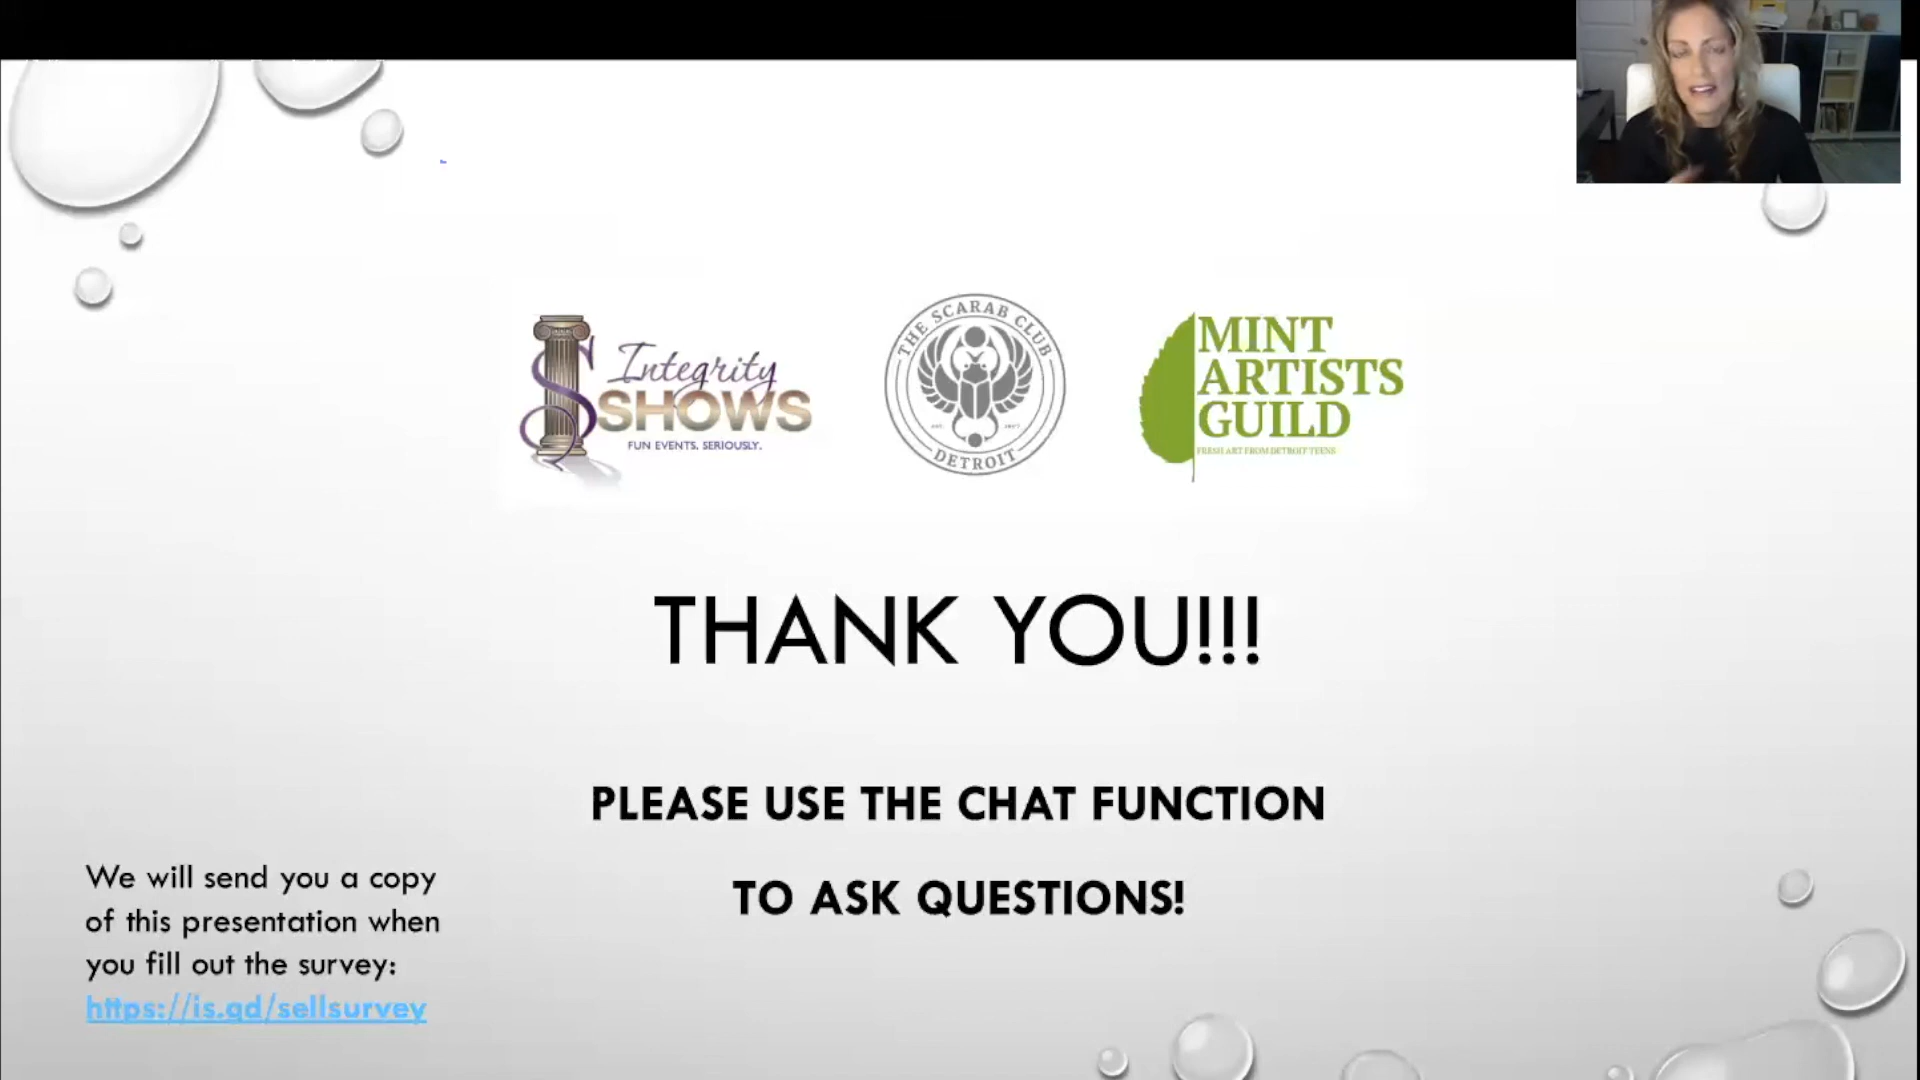 Integrity
SHOWS
FUN EVENTS. SERIOUSLY.
THE SCARAB CLUB
EST. 1907
DETROIT
MINT
ARTISTS
GUILD
FRESH ART FROM DETROIT TEENS
THANK YOU!!!
PLEASE USE THE CHAT FUNCTION
TO ASK QUESTIONS!
We will send you a copy
of this presentation when
you fill out the survey:
https://is.gd/sellsurvey